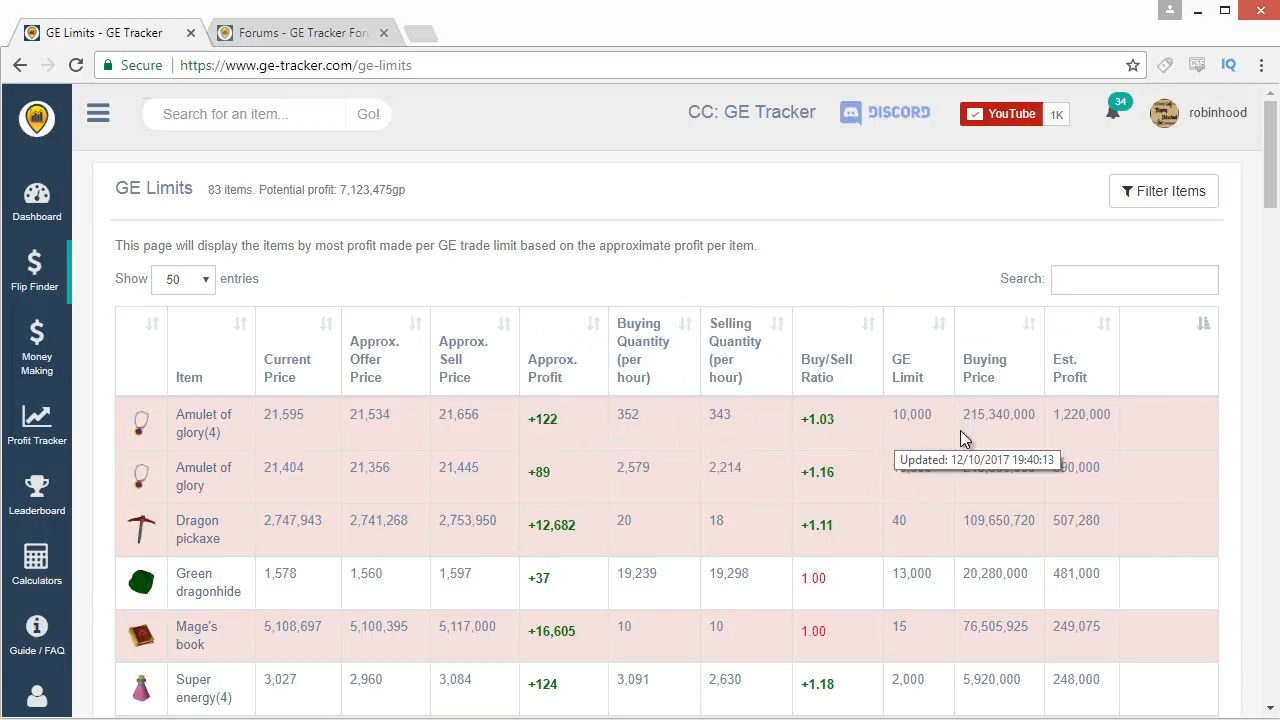 GE Limits - GE Tracker
Forums - GE Tracker For
Secure
https://www.ge-tracker.com/ge-limits
Search for an item...
Go!
CC: GE Tracker
DISCORD
YouTube
1K
34
robinhood
Dashboard
Flip Finder
Money
Making
Profit Tracker
Leaderboard
Calculators
Guide / FAQ
GE Limits
83 items. Potential profit: 7,123,475gp
Filter Items
This page will display the items by most profit made per GE trade limit based on the approximate profit per item.
Show 50 entries
Search:
Item
Current
Price
Approx.
Offer
Price
Approx.
Sell
Price
Approx.
Profit
Buying
Quantity
(per
hour)
Selling
Quantity
(per
hour)
Buy/Sell
Ratio
GE
Limit
Buying
Price
Est.
Profit
Amulet of
glory(4)
21,595
21,534
21,656
+122
352
343
+1.03
10,000
215,340,000
1,220,000
Updated: 12/10/2017 19:40:13
Amulet of
glory
21,404
21,356
21,445
+89
2,579
2,214
+1.16
Dragon
pickaxe
2,747,943
2,741,268
2,753,950
+12,682
20
18
+1.11
40
109,650,720
507,280
Green
dragonhide
1,578
1,560
1,597
+37
19,239
19,298
1.00
13,000
20,280,000
481,000
Mage's
book
5,108,697
5,100,395
5,117,000
+16,605
10
10
1.00
15
76,505,925
249,075
Super
energy(4)
3,027
2,960
3,084
+124
3,091
2,630
+1.18
2,000
5,920,000
248,000